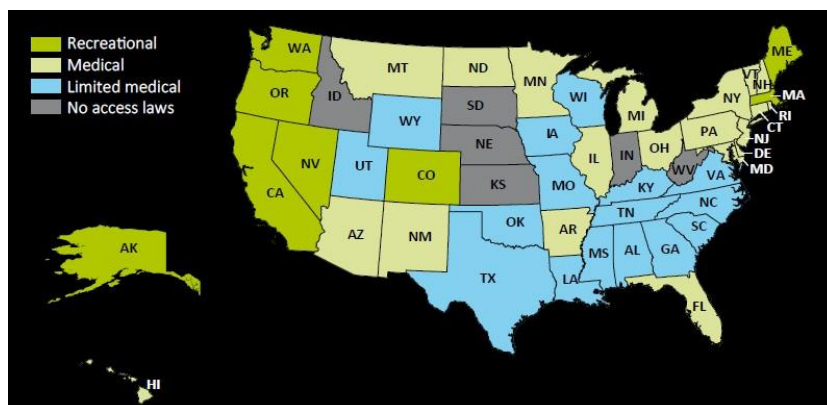 Recreational
Medical
Limited medical
No access laws
WA
MT
ND
MN
ME
VT
NH
OR
ID
SD
WI
MI
NY
MA
RI
CT
WY
IA
PA
NJ
NE
OH
DE
NV
UT
CO
IL
IN
WV
MD
VA
CA
KS
MO
KY
NC
TN
AZ
NM
OK
AR
SC
MS
AL
GA
AK
TX
LA
FL
HI